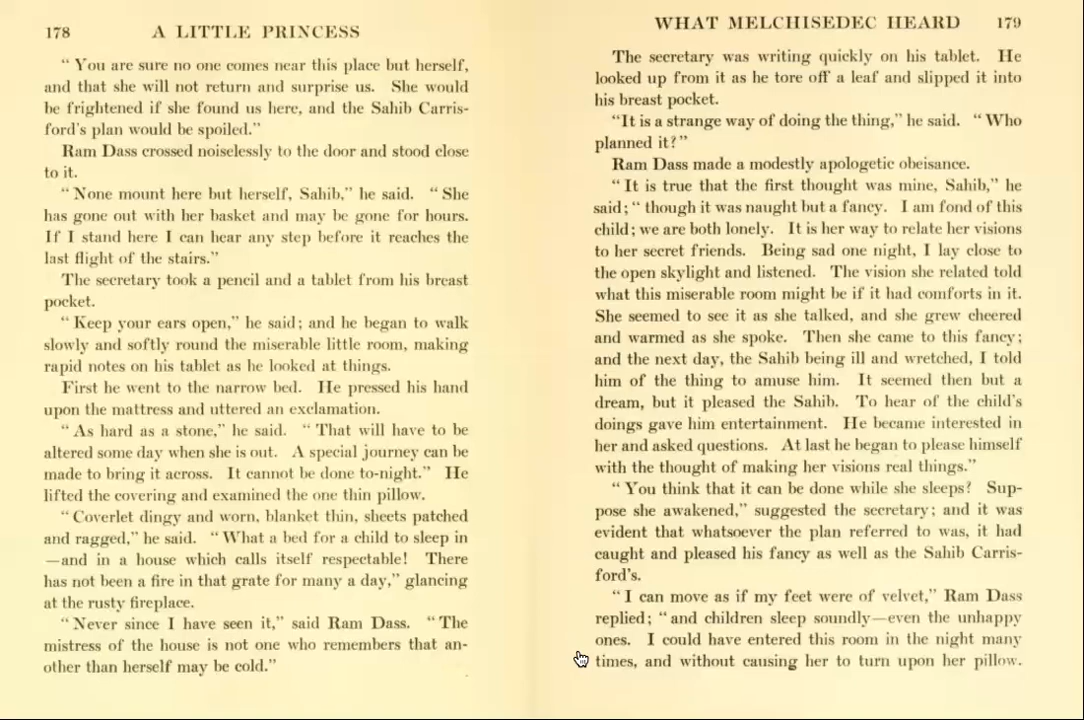 178 A LITTLE PRINCESS
“ You are sure no one comes near this place but herself,
and that she will not return and surprise us. She would
be frightened if she found us here, and the Sahib Carris-
ford’s plan would be spoiled.”
Ram Dass crossed noiselessly to the door and stood close
to it.
“ None mount here but herself, Sahib,” he said. “ She
has gone out with her basket and may be gone for hours.
If I stand here I can hear any step before it reaches the
last flight of the stairs.”
The secretary took a pencil and a tablet from his breast
pocket.
“ Keep your ears open,” he said; and he began to walk
slowly and softly round the miserable little room, making
rapid notes on his tablet as he looked at things.
First he went to the narrow bed. He pressed his hand
upon the mattress and uttered an exclamation.
“ As hard as a stone,” he said. “ That will have to be
altered some day when she is out. A special journey can be
made to bring it across. It cannot be done to-night.” He
lifted the covering and examined the one thin pillow.
“ Coverlet dingy and worn, blanket thin, sheets patched
and ragged,” he said. “ What a bed for a child to sleep in
—and in a house which calls itself respectable! There
has not been a fire in that grate for many a day,” glancing
at the rusty fireplace.
“ Never since I have seen it,” said Ram Dass. “ The
mistress of the house is not one who remembers that an-
other than herself may be cold.”
WHAT MELCHISEDEC HEARD 179
The secretary was writing quickly on his tablet. He
looked up from it as he tore off a leaf and slipped it into
his breast pocket.
“It is a strange way of doing the thing,” he said. “ Who
planned it?”
Ram Dass made a modestly apologetic obeisance.
“ It is true that the first thought was mine, Sahib,” he
said; “ though it was naught but a fancy. I am fond of this
child; we are both lonely. It is her way to relate her visions
to her secret friends. Being sad one night, I lay close to
the open skylight and listened. The vision she related told
what this miserable room might be if it had comforts in it.
She seemed to see it as she talked, and she grew cheered
and warmed as she spoke. Then she came to this fancy;
and the next day, the Sahib being ill and wretched, I told
him of the thing to amuse him. It seemed then but a
dream, but it pleased the Sahib. To hear of the child’s
doings gave him entertainment. He became interested in
her and asked questions. At last he began to please himself
with the thought of making her visions real things.”
“ You think that it can be done while she sleeps? Sup-
pose she awakened,” suggested the secretary; and it was
evident that whatsoever the plan referred to was, it had
caught and pleased his fancy as well as the Sahib Carris-
ford’s.
“ I can move as if my feet were of velvet,” Ram Dass
replied; “ and children sleep soundly—even the unhappy
ones. I could have entered this room in the night many
times, and without causing her to turn upon her pillow.